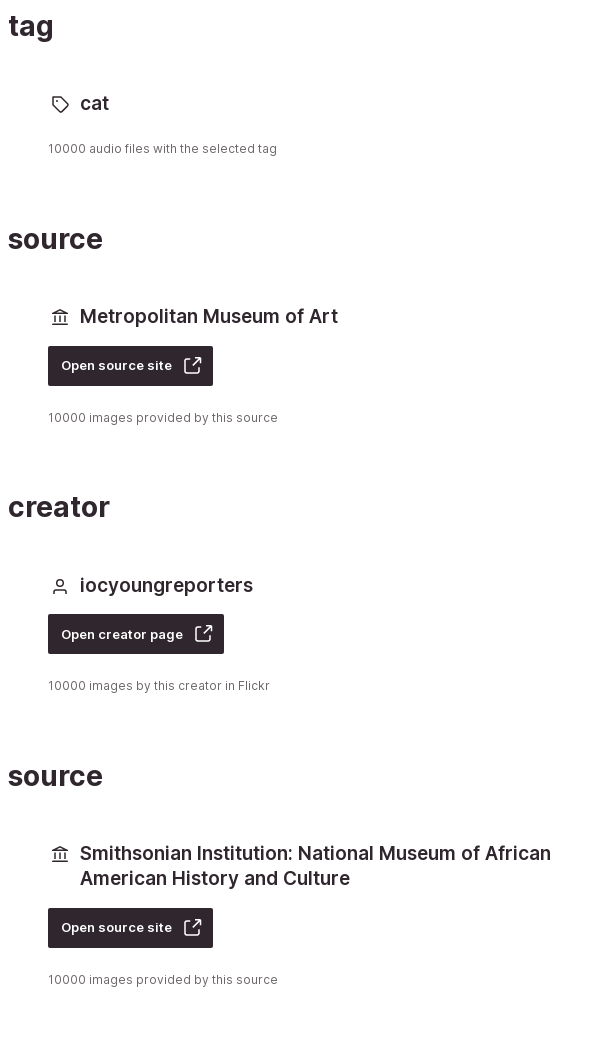 tag
cat
10000 audio files with the selected tag
source
Metropolitan Museum of Art
Open source site
10000 images provided by this source
creator
iocyoungreporters
Open creator page
10000 images by this creator in Flickr
source
Smithsonian Institution: National Museum of African
American History and Culture
Open source site
10000 images provided by this source